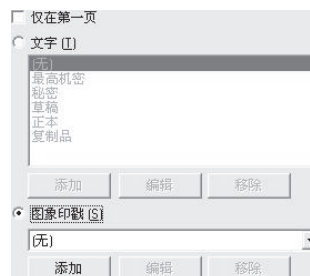 仅在第一页
文字 (T)
(无)
最高机密
秘密
草稿
正本
复制品
添加 编辑 移除
图象印戳 (S)
(无)
添加 编辑 移除